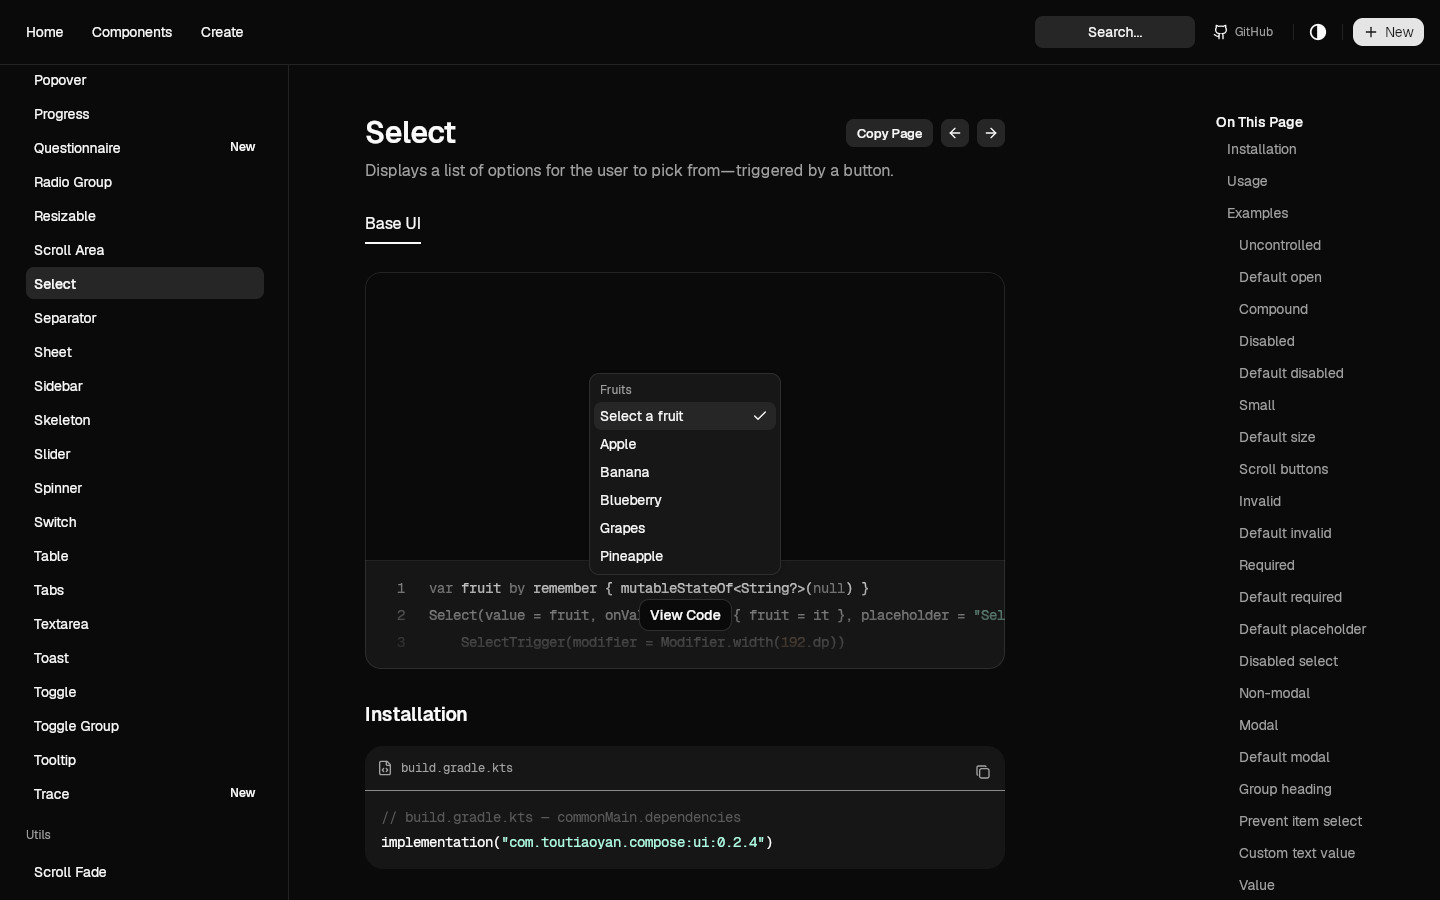 Home
Components
Create
Search...
GitHub
New
Popover
Progress
Questionnaire New
Radio Group
Resizable
Scroll Area
Select
Separator
Sheet
Sidebar
Skeleton
Slider
Spinner
Switch
Table
Tabs
Textarea
Toast
Toggle
Toggle Group
Tooltip
Trace New
Utils
Scroll Fade
Select
Copy Page
Displays a list of options for the user to pick from—triggered by a button.
Base UI
Fruits
Select a fruit
Apple
Banana
Blueberry
Grapes
Pineapple
1 var fruit by remember { mutableStateOf<String?>(null) }
2 Select(value = fruit, { fruit = it }, placeholder =
View Code
3 SelectTrigger(modifier = Modifier.width(192.dp))
Installation
build.gradle.kts
// build.gradle.kts — commonMain.dependencies
implementation("com.toutiaoyan.compose:ui:0.2.4")
On This Page
Installation
Usage
Examples
Uncontrolled
Default open
Compound
Disabled
Default disabled
Small
Default size
Scroll buttons
Invalid
Default invalid
Required
Default required
Default placeholder
Disabled select
Non-modal
Modal
Default modal
Group heading
Prevent item select
Custom text value
Value